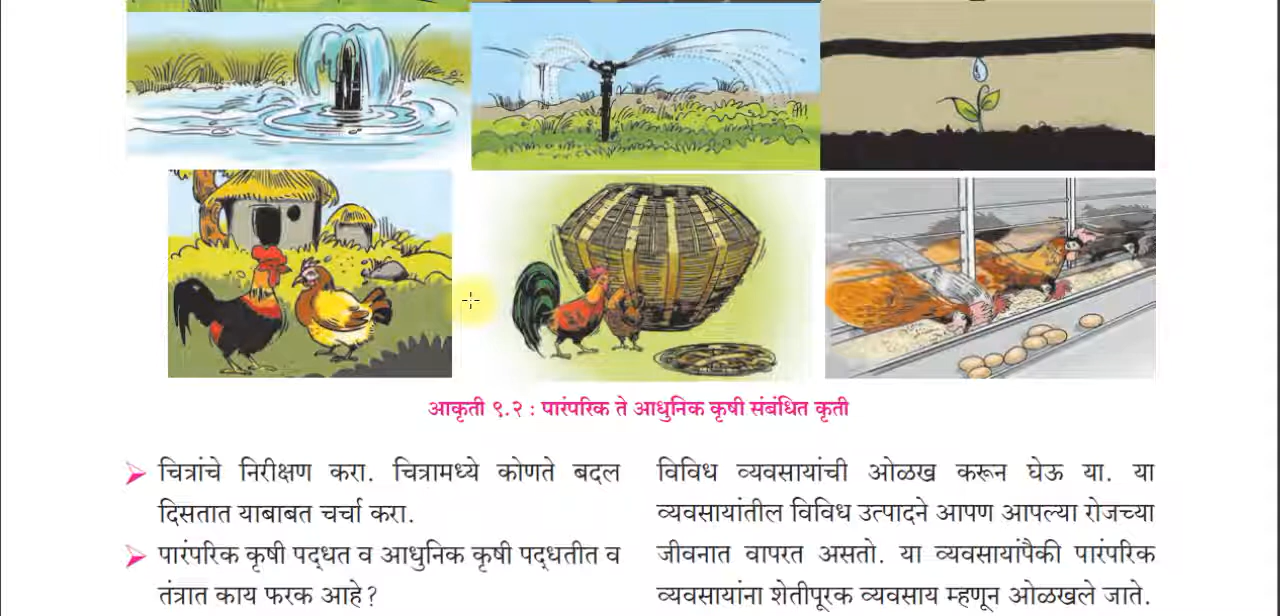 आकृती ९.२ : पारंपरिक ते आधुनिक कृषी संबंधित कृती
चित्रांचे निरीक्षण करा. चित्रामध्ये कोणते बदल
दिसतात याबाबत चर्चा करा.
पारंपरिक कृषी पद्धत व आधुनिक कृषी पद्धतीत व
तंत्रात काय फरक आहे?
विविध व्यवसायांची ओळख करून घेऊ या. या
व्यवसायांतील विविध उत्पादने आपण आपल्या रोजच्या
जीवनात वापरत असतो. या व्यवसायांपैकी पारंपरिक
व्यवसायांना शेतीपूरक व्यवसाय म्हणून ओळखले जाते.